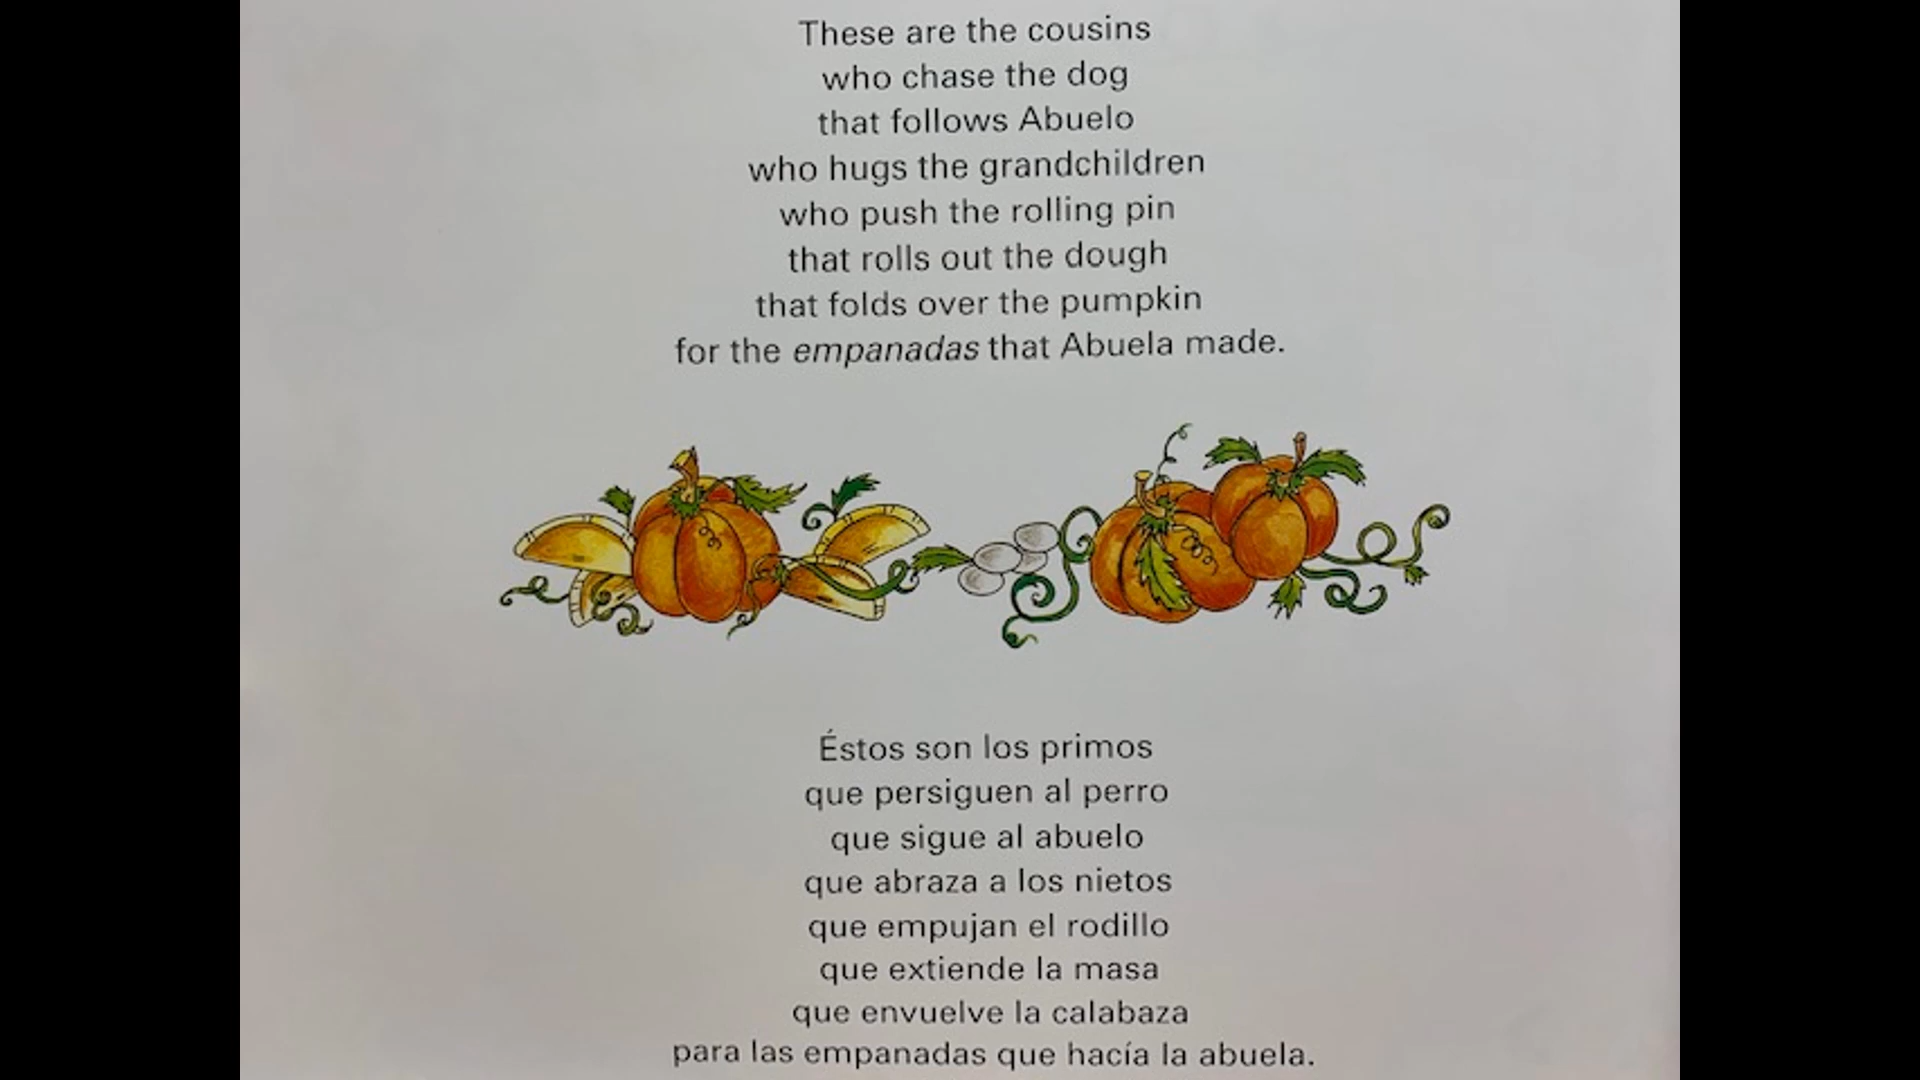 These are the cousins
who chase the dog
that follows Abuelo
who hugs the grandchildren
who push the rolling pin
that rolls out the dough
that folds over the pumpkin
for the empanadas that Abuela made.
Éstos son los primos
que persiguen al perro
que sigue al abuelo
que abraza a los nietos
que empujan el rodillo
que extiende la masa
que envuelve la calabaza
para las empanadas que hacía la abuela.